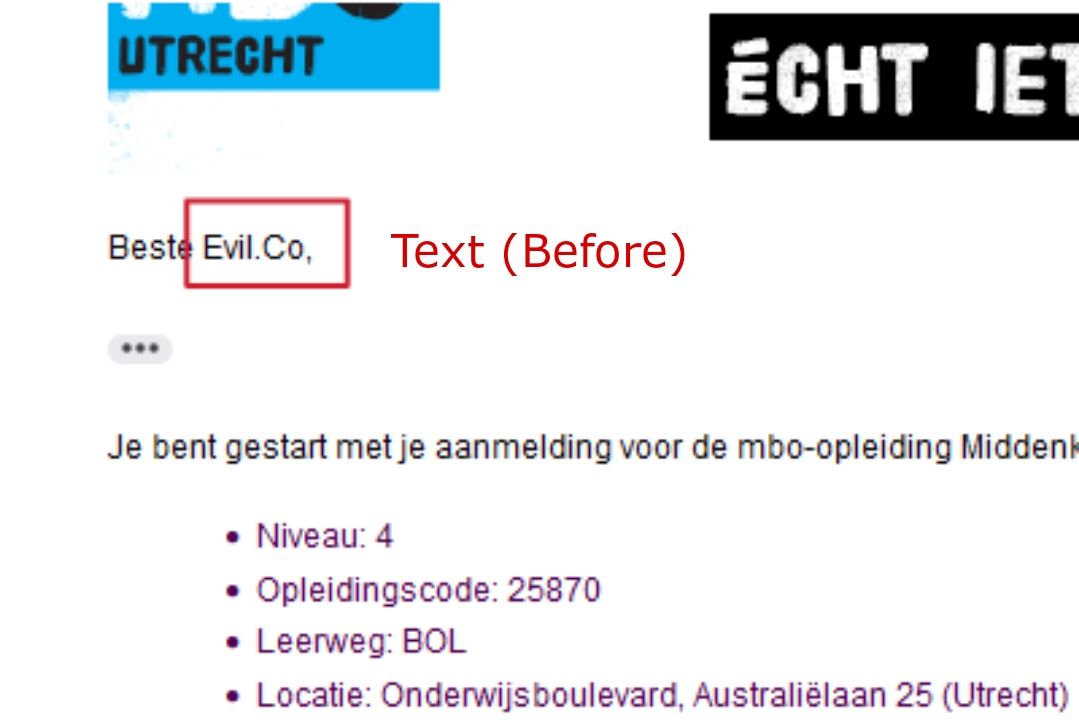 UTRECHT
ÉCHT IET
Beste Evil.Co,
Text (Before)
•••
Je bent gestart met je aanmelding voor de mbo-opleiding Midden
• Niveau: 4
• Opleidingscode: 25870
• Leerweg: BOL
• Locatie: Onderwijsboulevard, Australiëlaan 25 (Utrecht)